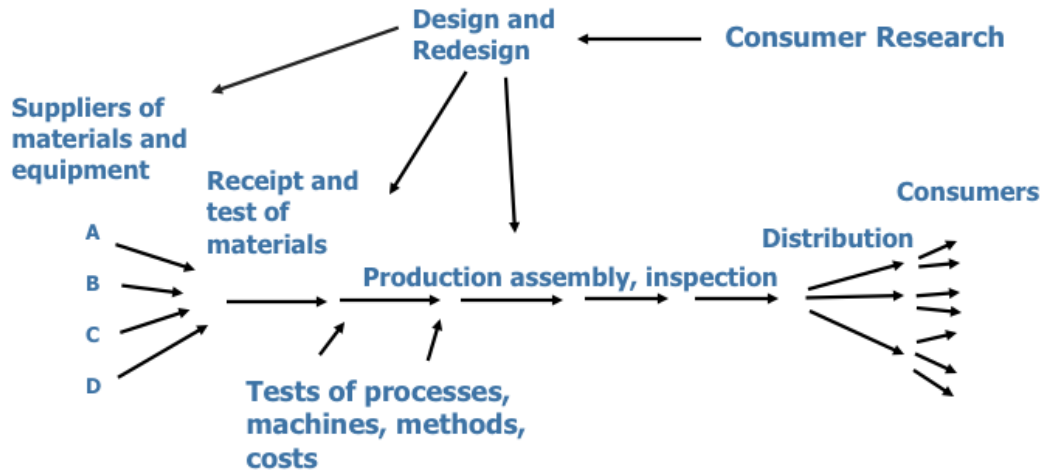 Design and
Redesign
Consumer Research
Suppliers of
materials and
equipment
Receipt and
test of
materials
Consumers
A
Distribution
B
Production assembly, inspection
C
D
Tests of processes,
machines, methods,
costs